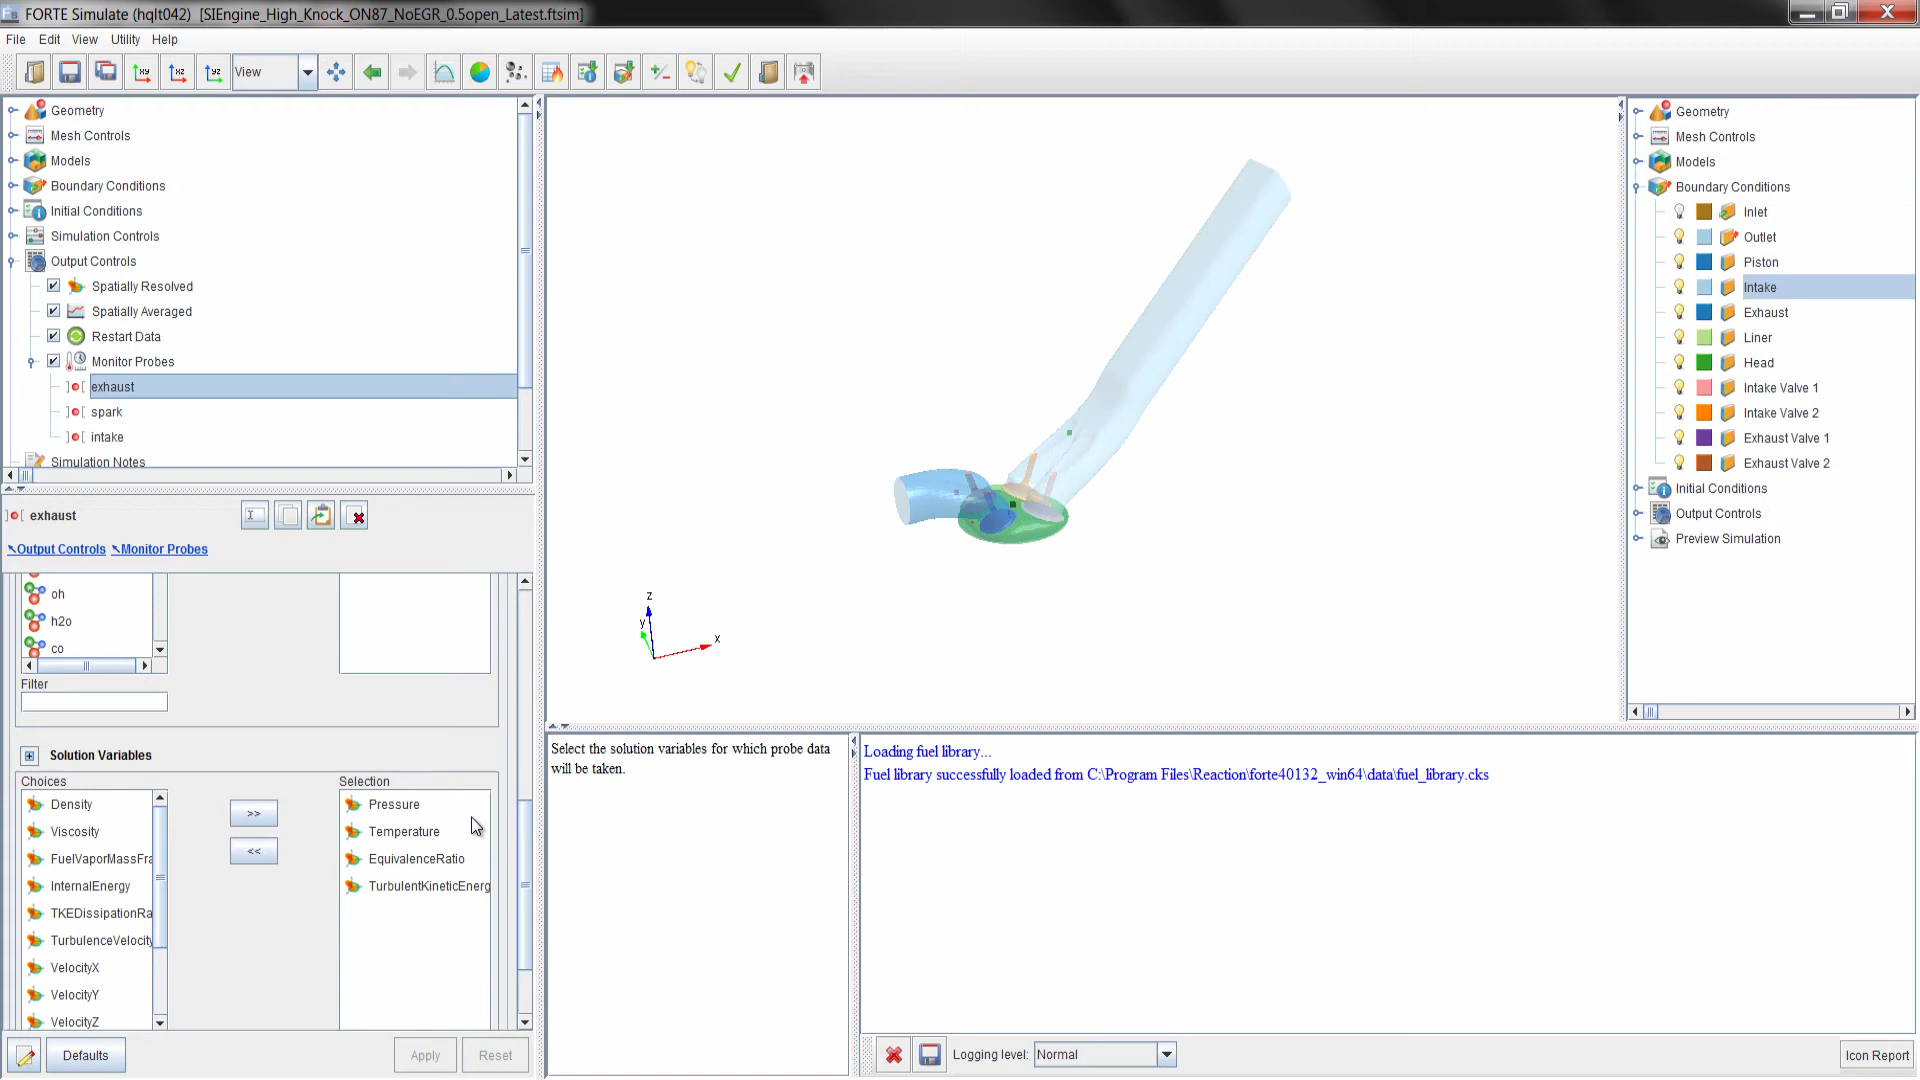 FORTE Simulate (hqlt042) [SIEngine_High_Knock_ON87_NoEGR_0.5open_Latest.ftsim]
File Edit View Utility Help
xy xz yz View
Geometry
Mesh Controls
Models
Boundary Conditions
Initial Conditions
Simulation Controls
Output Controls
Spatially Resolved
Spatially Averaged
Restart Data
Monitor Probes
exhaust
spark
intake
Simulation Notes
exhaust
Output Controls Monitor Probes
oh
h2o
co
Filter
Solution Variables
Choices Selection
Density
Viscosity
FuelVaporMassFra
InternalEnergy
TKEDissipationRa
TurbulenceVelocity
VelocityX
VelocityY
VelocityZ
>>
<<
Pressure
Temperature
EquivalenceRatio
TurbulentKineticEnerg
Defaults Apply Reset
z
y
x
Select the solution variables for which probe data
will be taken.
Loading fuel library...
Fuel library successfully loaded from C:\Program Files\Reaction\forte40132_win64\data\fuel_library.cks
Logging level: Normal
Icon Report
Geometry
Mesh Controls
Models
Boundary Conditions
Inlet
Outlet
Piston
Intake
Exhaust
Liner
Head
Intake Valve 1
Intake Valve 2
Exhaust Valve 1
Exhaust Valve 2
Initial Conditions
Output Controls
Preview Simulation